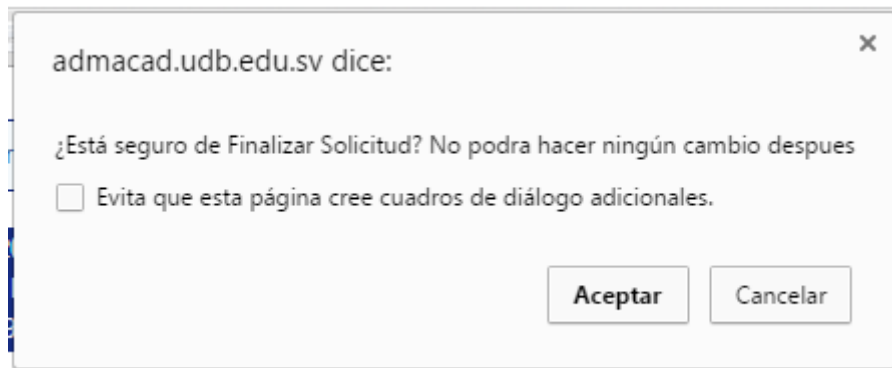 admacad.udb.edu.sv dice:
¿Está seguro de Finalizar Solicitud? No podra hacer ningún cambio despues
Evita que esta página cree cuadros de diálogo adicionales.
Aceptar Cancelar